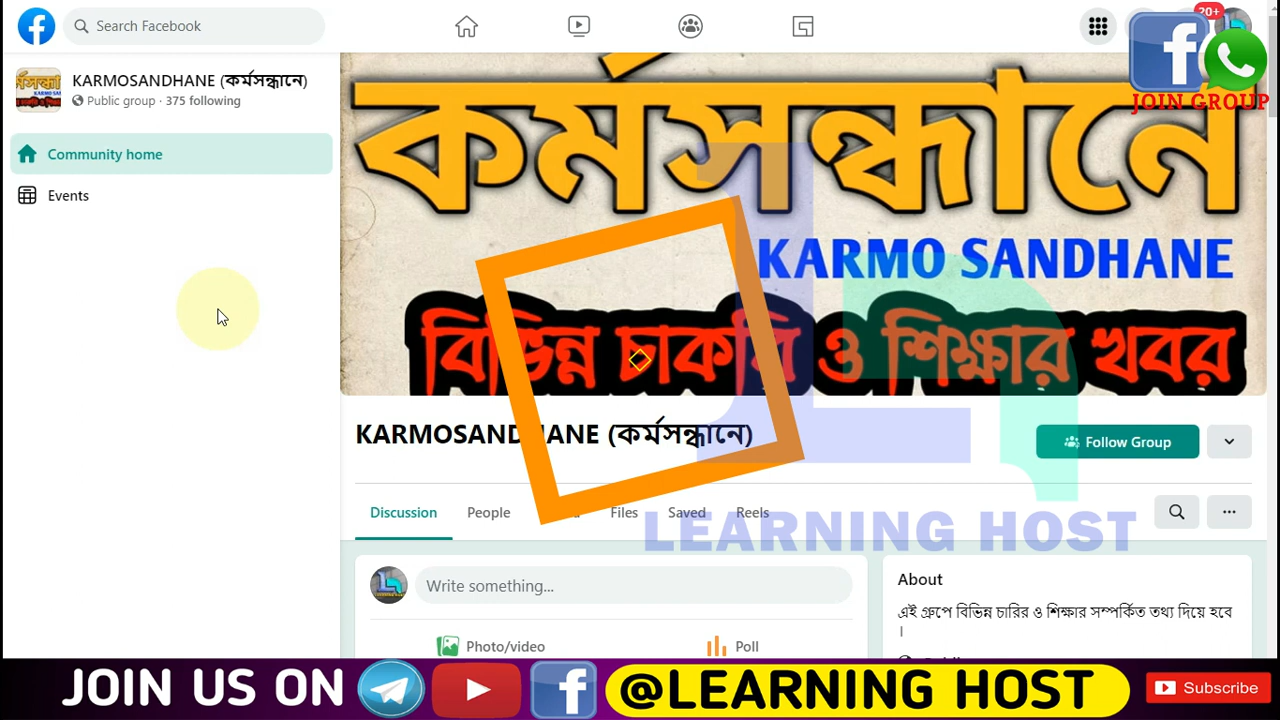 Search Facebook
20+
JOIN GROUP
KARMOSANDHANE (কর্মসন্ধানে)
Public group · 375 following
Community home
Events
কর্মসন্ধানে
KARMO SANDHANE
বিভিন্ন চাকরি ও শিক্ষার খবর
KARMOSANDHANE (কর্মসন্ধানে)
Follow Group
Discussion People Files Saved Reels
LEARNING HOST
Write something...
Photo/video Poll
About
এই গ্রুপে বিভিন্ন চারির ও শিক্ষার সম্পর্কিত তথ্য দিয়ে হবে
।
JOIN US ON @LEARNING HOST Subscribe